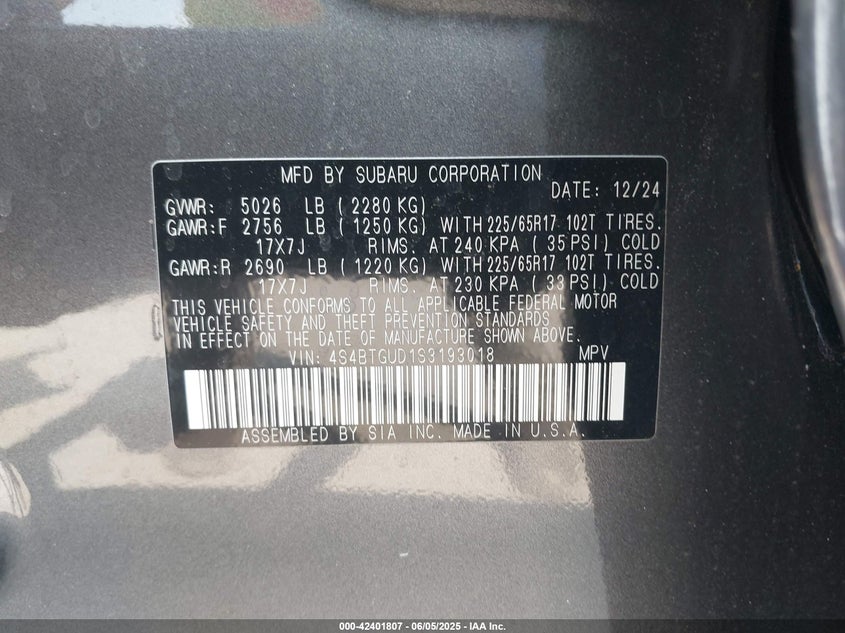 MFD BY SUBARU CORPORATION
DATE: 12/24
GVWR: 5026 LB (2280 KG)
GAWR:F 2756 LB (1250 KG) WITH 225/65R17 102T TIRES.
17X7J RIMS. AT 240 KPA (35 PSI) COLD
GAWR:R 2690 LB (1220 KG) WITH 225/65R17 102T TIRES.
17X7J RIMS. AT 230 KPA (33 PSI) COLD
THIS VEHICLE CONFORMS TO ALL APPLICABLE FEDERAL MOTOR
VEHICLE SAFETY AND THEFT PREVENTION STANDARDS
IN EFFECT ON THE DATE OF MANUFACTURE SHOWN ABOVE.
VIN: 4S4BTGUD1S3193018 MPV
ASSEMBLED BY SIA INC. MADE IN U.S.A.
000-42401807 - 06/05/2025 - IAA Inc.